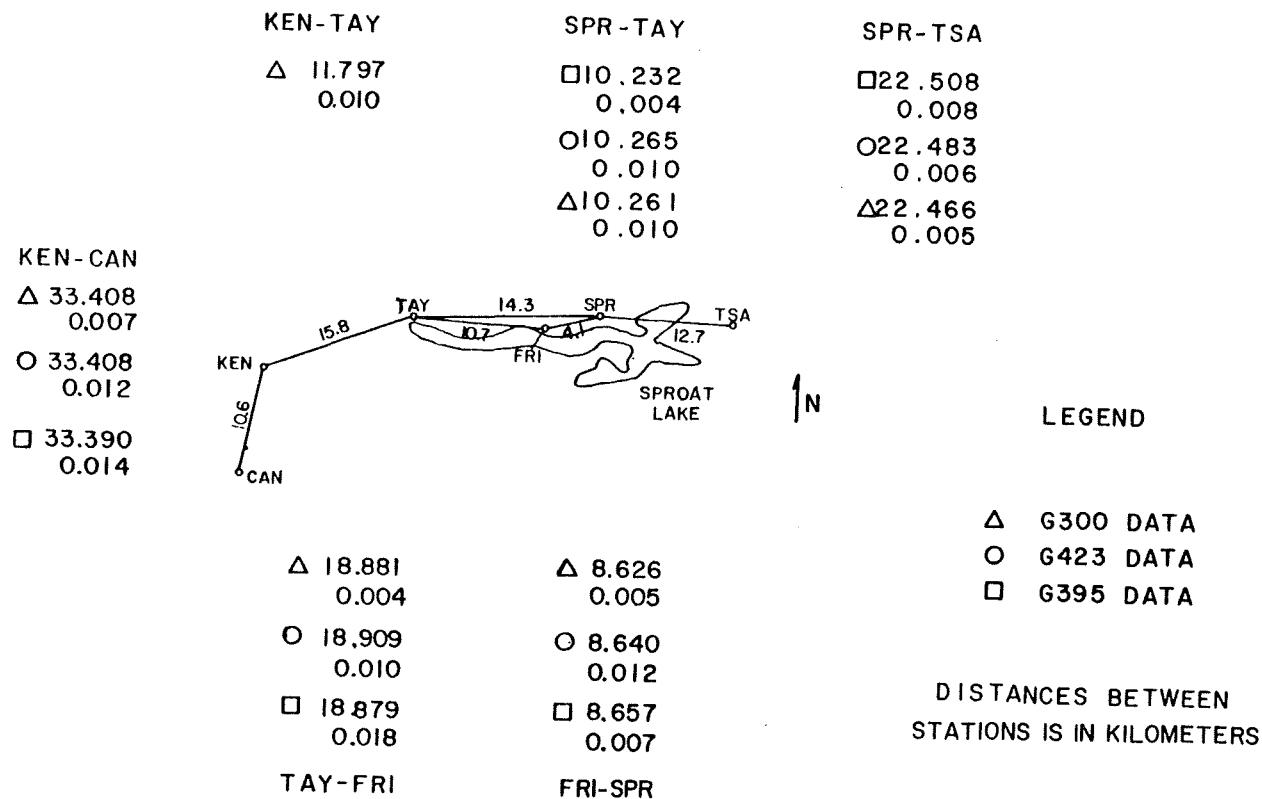 KEN-TAY
△ 11.797
0.010
SPR-TAY
□10.232
0.004
○10.265
0.010
△10.261
0.010
SPR-TSA
□22.508
0.008
○22.483
0.006
△22.466
0.005
KEN-CAN
△ 33.408
0.007
○ 33.408
0.012
□ 33.390
0.014
TAY
14.3
SPR
TSA
15.8
10.7
4.1
12.7
FRI
KEN
10.6
CAN
SPROAT
LAKE
N
LEGEND
△ G300 DATA
○ G423 DATA
□ G395 DATA
△ 18.881
0.004
○ 18.909
0.010
□ 18.879
0.018
TAY-FRI
△ 8.626
0.005
○ 8.640
0.012
□ 8.657
0.007
FRI-SPR
DISTANCES BETWEEN
STATIONS IS IN KILOMETERS